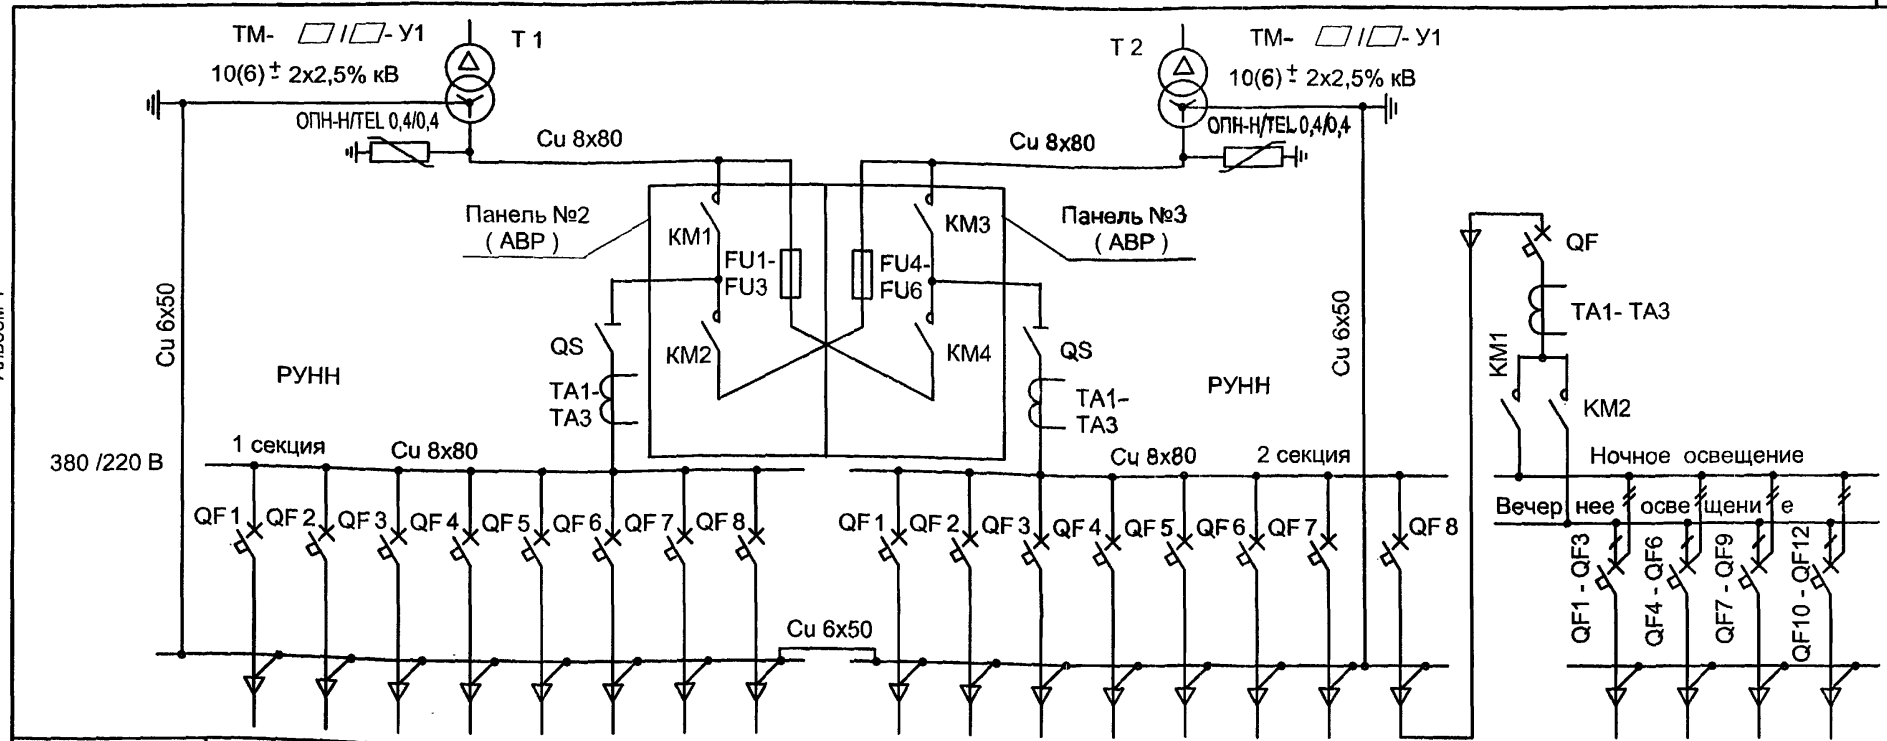 ТМ- / - У1
Т 1
10(6) ± 2х2,5% кВ
ОПН-Н/TEL 0,4/0,4
Cu 8x80
Т 2
ТМ- / - У1
10(6) ± 2х2,5% кВ
ОПН-Н/TEL 0,4/0,4
Cu 8x80
Панель №2
( АВР )
КМ1
FU1-
FU3
КМ2
КМ3
FU4-
FU6
КМ4
Панель №3
( АВР )
Cu 6x50
РУНН
QS
ТА1-
ТА3
QS
ТА1-
ТА3
РУНН
Cu 6x50
380 /220 В
1 секция
Cu 8x80
QF 1
QF 2
QF 3
QF 4
QF 5
QF 6
QF 7
QF 8
Cu 8x80
2 секция
QF 1
QF 2
QF 3
QF 4
QF 5
QF 6
QF 7
QF 8
Cu 6x50
QF
ТА1- ТА3
КМ1
КМ2
Ночное освещение
Вечернее освещение
QF1 - QF3
QF4 - QF6
QF7 - QF9
QF10 - QF12